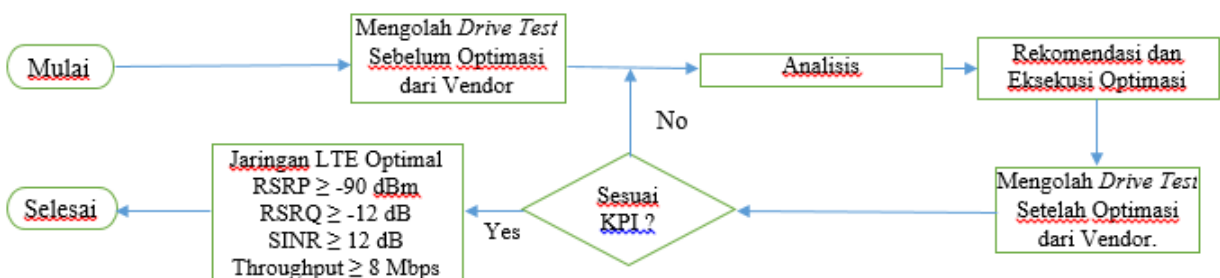 Mulai
Mengolah Drive Test
Sebelum Optimasi
dari Vendor
Analisis
Rekomendasi dan
Eksekusi Optimasi
Mengolah Drive Test
Setelah Optimasi
dari Vendor.
Sesuai
KPI ?
No
Yes
Jaringan LTE Optimal
RSRP ≥ -90 dBm
RSRQ ≥ -12 dB
SINR ≥ 12 dB
Throughput ≥ 8 Mbps
Selesai